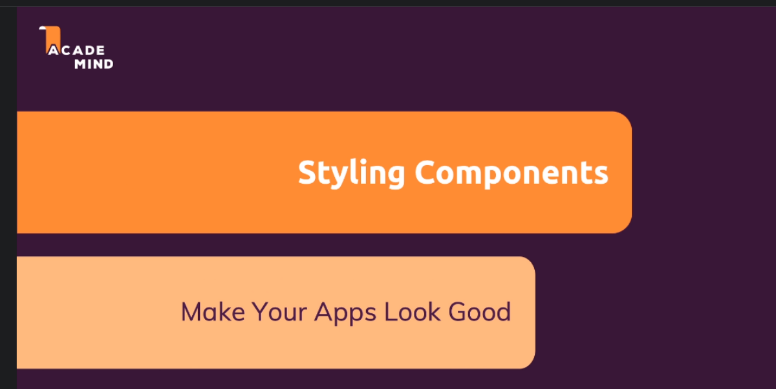 ACADE
MIND
Styling Components
Make Your Apps Look Good